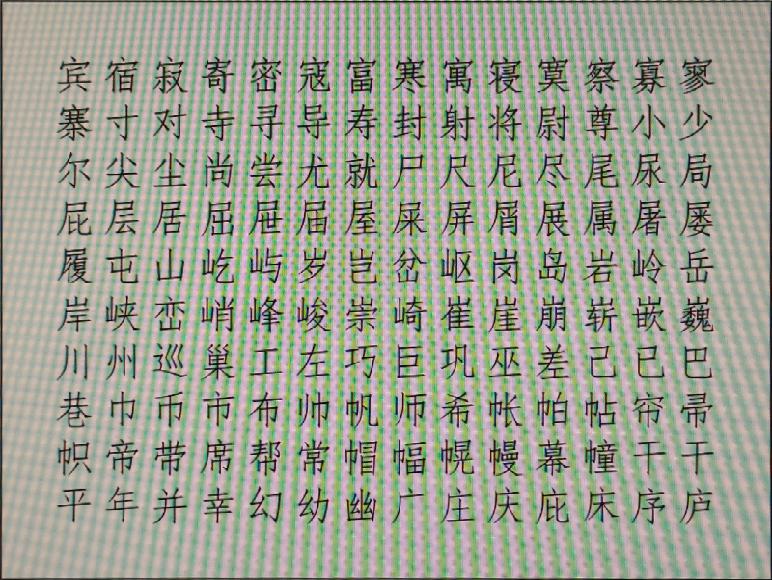 宾宿寂寄密寇富寒寓寝寞察寡寥
寨寸对寺寻导寿封射将尉尊小少
尔尖尘尚尝尤就尸尺尼尽尾尿局
屁层居屈屉届屋屎屏屑展属屠屡
履屯山屹屿岁岂岔岖岗岛岩岭岳
岸峡峦峭峰峻崇崎崔崖崩崭嵌巍
川州巡巢工左巧巨巩巫差己已巴
巷巾币市布帅帆师希帐帕帖帘帚
帜帝带席帮常帽幅幌幔幕幢干干
平年并幸幻幼幽广庄庆庇床序庐